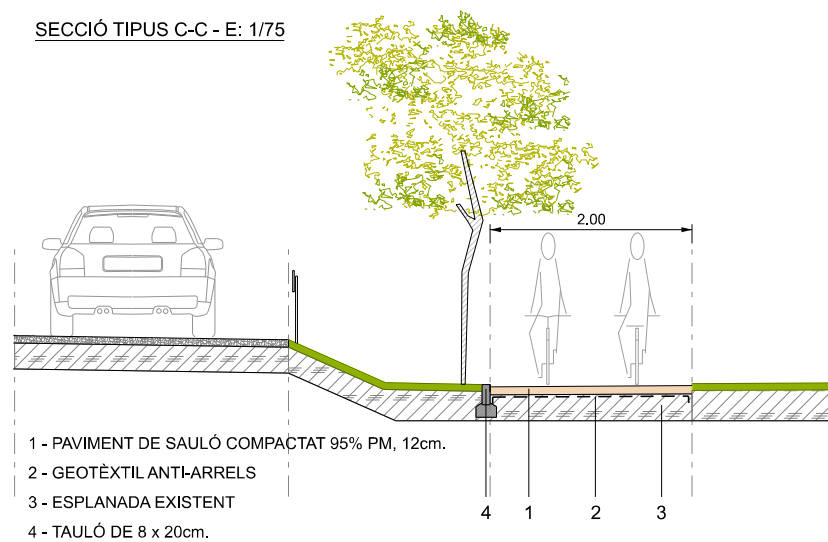 SECCIÓ TIPUS C-C - E: 1/75
2.00
1 - PAVIMENT DE SAULÓ COMPACTAT 95% PM, 12cm.
2 - GEOTÈXTIL ANTI-ARRELS
3 - ESPLANADA EXISTENT
4 - TAULÓ DE 8 x 20cm.
4 1 2 3